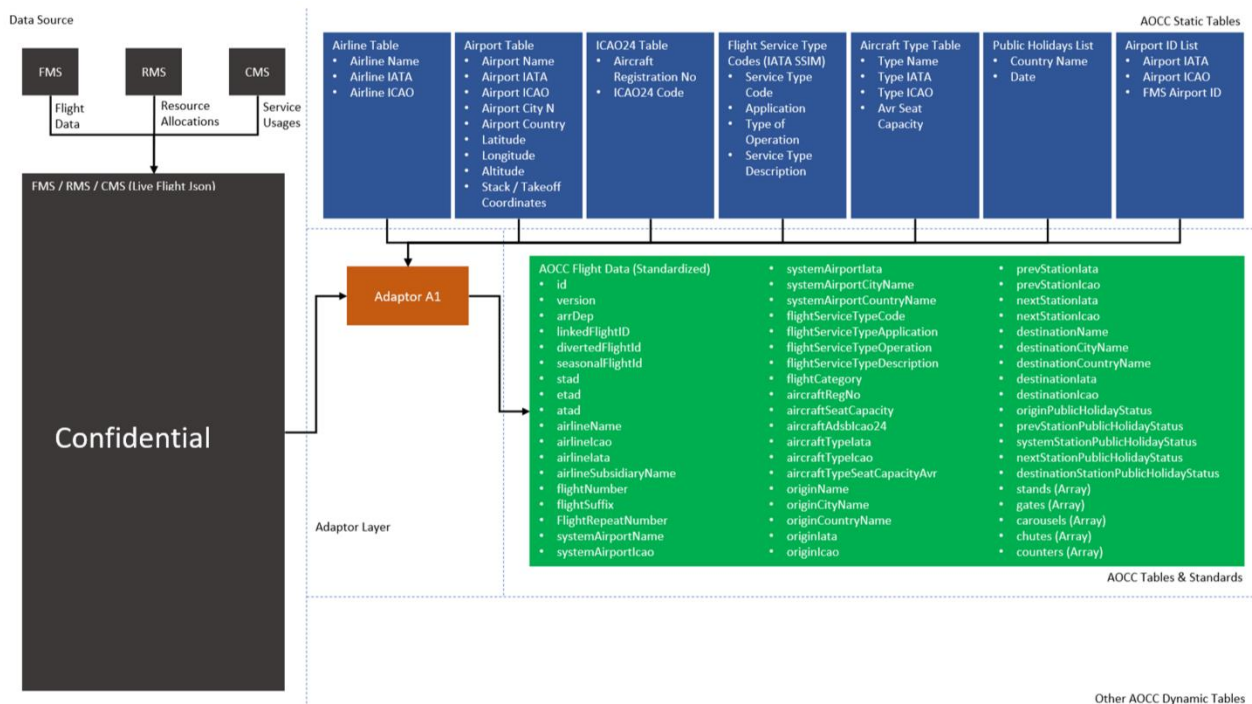 Data Source
AOCC Static Tables
FMS
RMS
CMS
Flight
Data
Resource
Allocations
Service
Usages
FMS / RMS / CMS (Live Flight Json)
Confidential
Airline Table
• Airline Name
• Airline IATA
• Airline ICAO
Airport Table
• Airport Name
• Airport IATA
• Airport ICAO
• Airport City N
• Airport Country
• Latitude
• Longitude
• Altitude
• Stack / Takeoff
Coordinates
ICAO24 Table
• Aircraft
Registration No
• ICAO24 Code
Flight Service Type
Codes (IATA SSIM)
• Service Type
Code
• Application
• Type of
Operation
• Service Type
Description
Aircraft Type Table
• Type Name
• Type IATA
• Type ICAO
• Avr Seat
Capacity
Public Holidays List
• Country Name
• Date
Airport ID List
• Airport IATA
• Airport ICAO
• FMS Airport ID
Adaptor A1
Adaptor Layer
AOCC Flight Data (Standardized)
• id
• version
• arrDep
• linkedFlightID
• divertedFlightId
• seasonalFlightId
• stad
• etad
• atad
• airlineName
• airlineIcao
• airlineIata
• airlineSubsidiaryName
• flightNumber
• flightSuffix
• FlightRepeatNumber
• systemAirportName
• systemAirportIcao
• systemAirportIata
• systemAirportCityName
• systemAirportCountryName
• flightServiceTypeCode
• flightServiceTypeApplication
• flightServiceTypeOperation
• flightServiceTypeDescription
• flightCategory
• aircraftRegNo
• aircraftSeatCapacity
• aircraftAdsbIcao24
• aircraftTypeIata
• aircraftTypeIcao
• aircraftTypeSeatCapacityAvr
• originName
• originCityName
• originCountryName
• originIata
• originIcao
• prevStationIata
• prevStationIcao
• nextStationIata
• nextStationIcao
• destinationName
• destinationCityName
• destinationCountryName
• destinationIata
• destinationIcao
• originPublicHolidayStatus
• prevStationPublicHolidayStatus
• systemStationPublicHolidayStatus
• nextStationPublicHolidayStatus
• destinationStationPublicHolidayStatus
• stands (Array)
• gates (Array)
• carousels (Array)
• chutes (Array)
• counters (Array)
AOCC Tables & Standards
Other AOCC Dynamic Tables